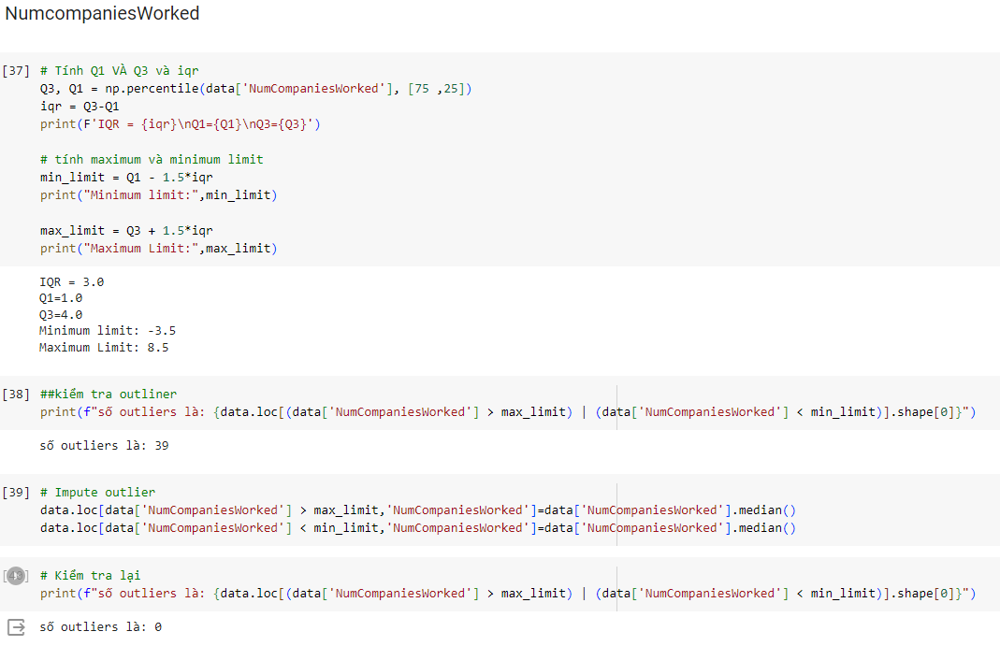 NumcompaniesWorked
[37] # Tính Q1 VÀ Q3 và iqr
Q3, Q1 = np.percentile(data['NumCompaniesWorked'], [75 ,25])
iqr = Q3-Q1
print(F'IQR = {iqr}\nQ1={Q1}\nQ3={Q3}')
# tính maximum và minimum limit
min_limit = Q1 - 1.5*iqr
print("Minimum limit:",min_limit)
max_limit = Q3 + 1.5*iqr
print("Maximum Limit:",max_limit)
IQR = 3.0
Q1=1.0
Q3=4.0
Minimum limit: -3.5
Maximum Limit: 8.5
[38] ##kiểm tra outliner
print(f"số outliers là: {data.loc[(data['NumCompaniesWorked'] > max_limit) | (data['NumCompaniesWorked'] < min_limit)].shape[0]}")
số outliers là: 39
[39] # Impute outlier
data.loc[data['NumCompaniesWorked'] > max_limit,'NumCompaniesWorked']=data['NumCompaniesWorked'].median()
data.loc[data['NumCompaniesWorked'] < min_limit,'NumCompaniesWorked']=data['NumCompaniesWorked'].median()
# Kiểm tra lại
print(f"số outliers là: {data.loc[(data['NumCompaniesWorked'] > max_limit) | (data['NumCompaniesWorked'] < min_limit)].shape[0]}")
số outliers là: 0